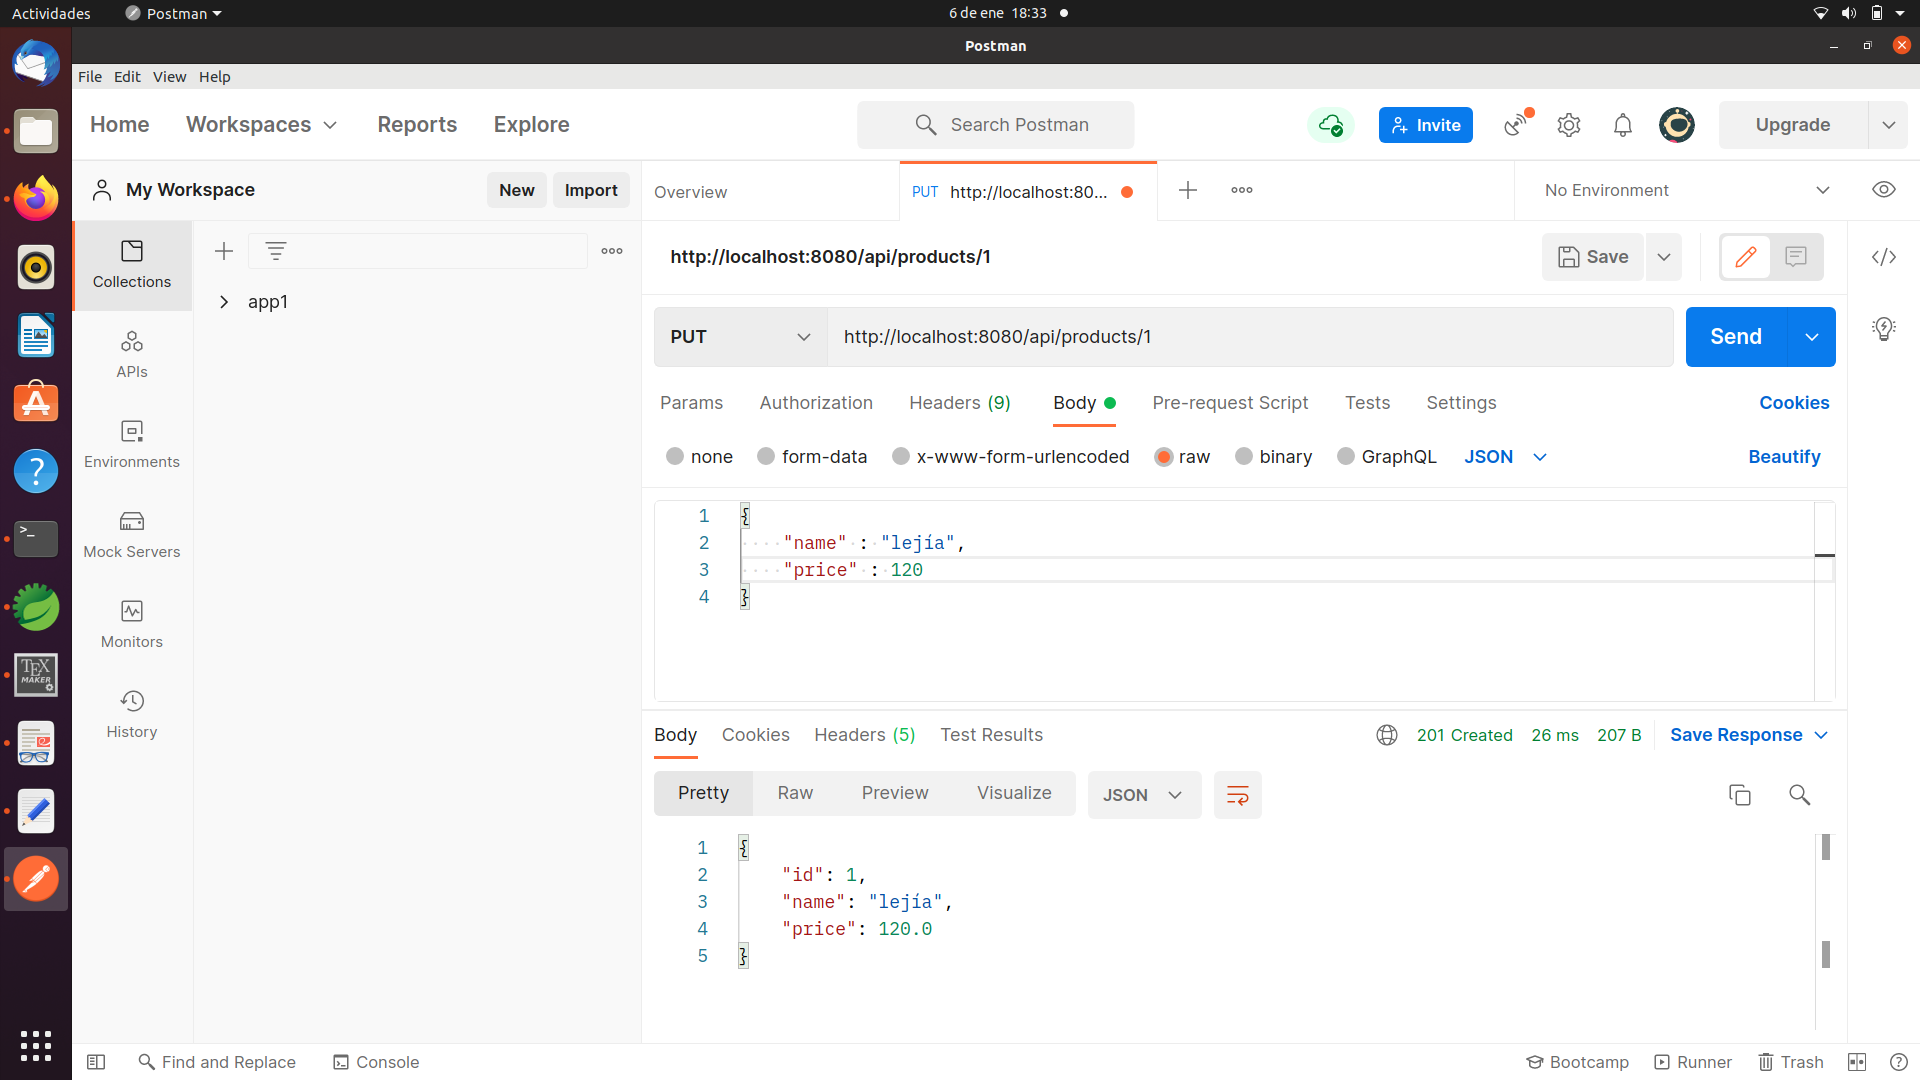 Actividades Postman 6 de ene 18:33
Postman
File Edit View Help
Home Workspaces Reports Explore Search Postman Invite Upgrade
My Workspace New Import Overview PUT http://localhost:80... No Environment
Collections
app1
APIs
Environments
Mock Servers
Monitors
History
http://localhost:8080/api/products/1 Save
PUT http://localhost:8080/api/products/1 Send
Params Authorization Headers (9) Body Pre-request Script Tests Settings Cookies
none form-data x-www-form-urlencoded raw binary GraphQL JSON Beautify
1 {
2 "name" : "lejía",
3 "price" : 120
4 }
Body Cookies Headers (5) Test Results 201 Created 26 ms 207 B Save Response
Pretty Raw Preview Visualize JSON
1 {
2 "id": 1,
3 "name": "lejía",
4 "price": 120.0
5 }
TEX
MAKER
Find and Replace Console Bootcamp Runner Trash